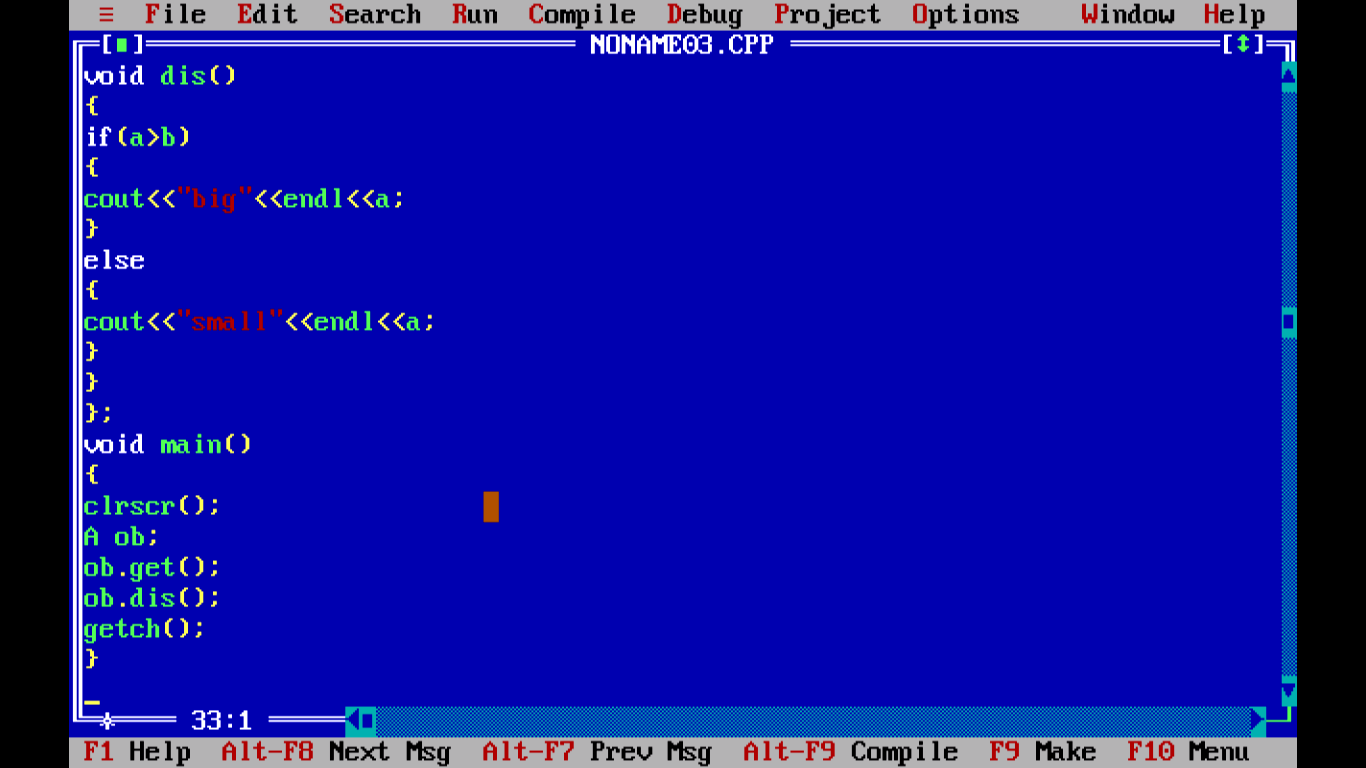 ≡ File Edit Search Run Compile Debug Project Options Window Help
[■] NONAME03.CPP [↕]
void dis()
{
if(a>b)
{
cout<<"big"<<endl<<a;
}
else
{
cout<<"small"<<endl<<a;
}
}
};
void main()
{
clrscr();
A ob;
ob.get();
ob.dis();
getch();
}
33:1
F1 Help Alt-F8 Next Msg Alt-F7 Prev Msg Alt-F9 Compile F9 Make F10 Menu